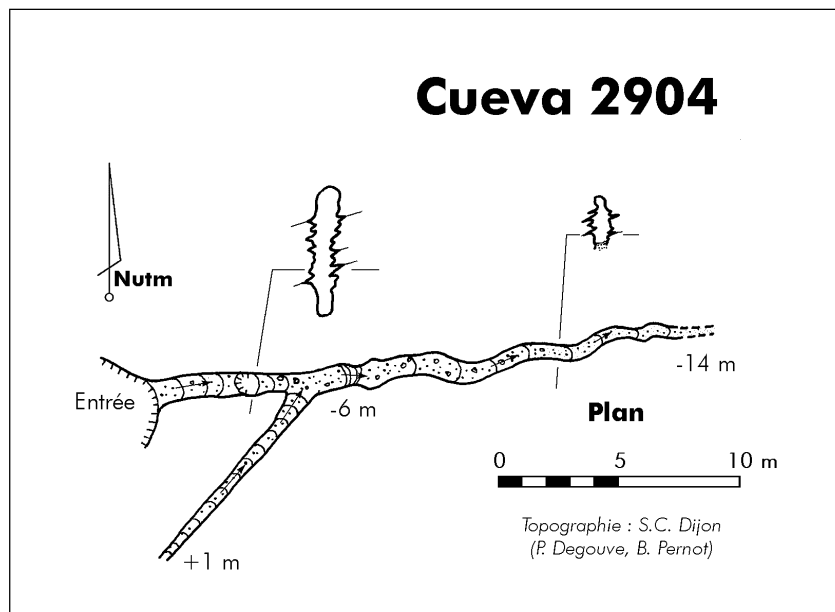 Cueva 2904
Nutm
Entrée
-6 m
-14 m
+1 m
Plan
0 5 10 m
Topographie : S.C. Dijon
(P. Degouve, B. Pernot)